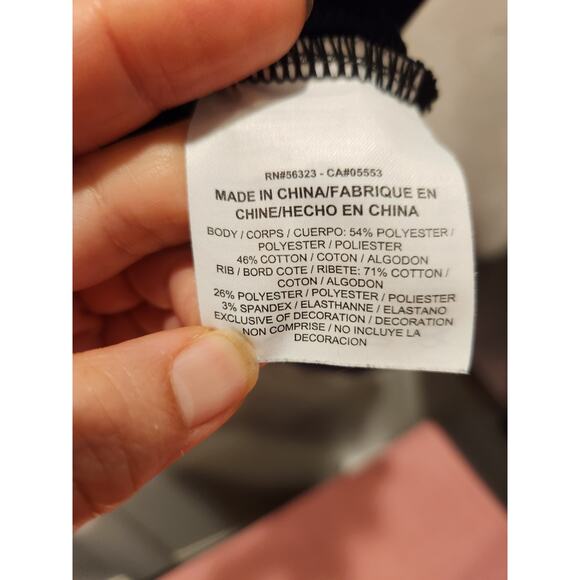 RN#56323 - CA#05553
MADE IN CHINA/FABRIQUE EN
CHINE/HECHO EN CHINA
BODY / CORPS / CUERPO: 54% POLYESTER /
POLYESTER / POLIESTER
46% COTTON / COTON / ALGODON
RIB / BORD COTE / RIBETE: 71% COTTON /
COTON / ALGODON
26% POLYESTER / POLYESTER / POLIESTER
3% SPANDEX / ELASTHANNE / ELASTANO
EXCLUSIVE OF DECORATION / DECORATION
NON COMPRISE / NO INCLUYE LA
DECORACION